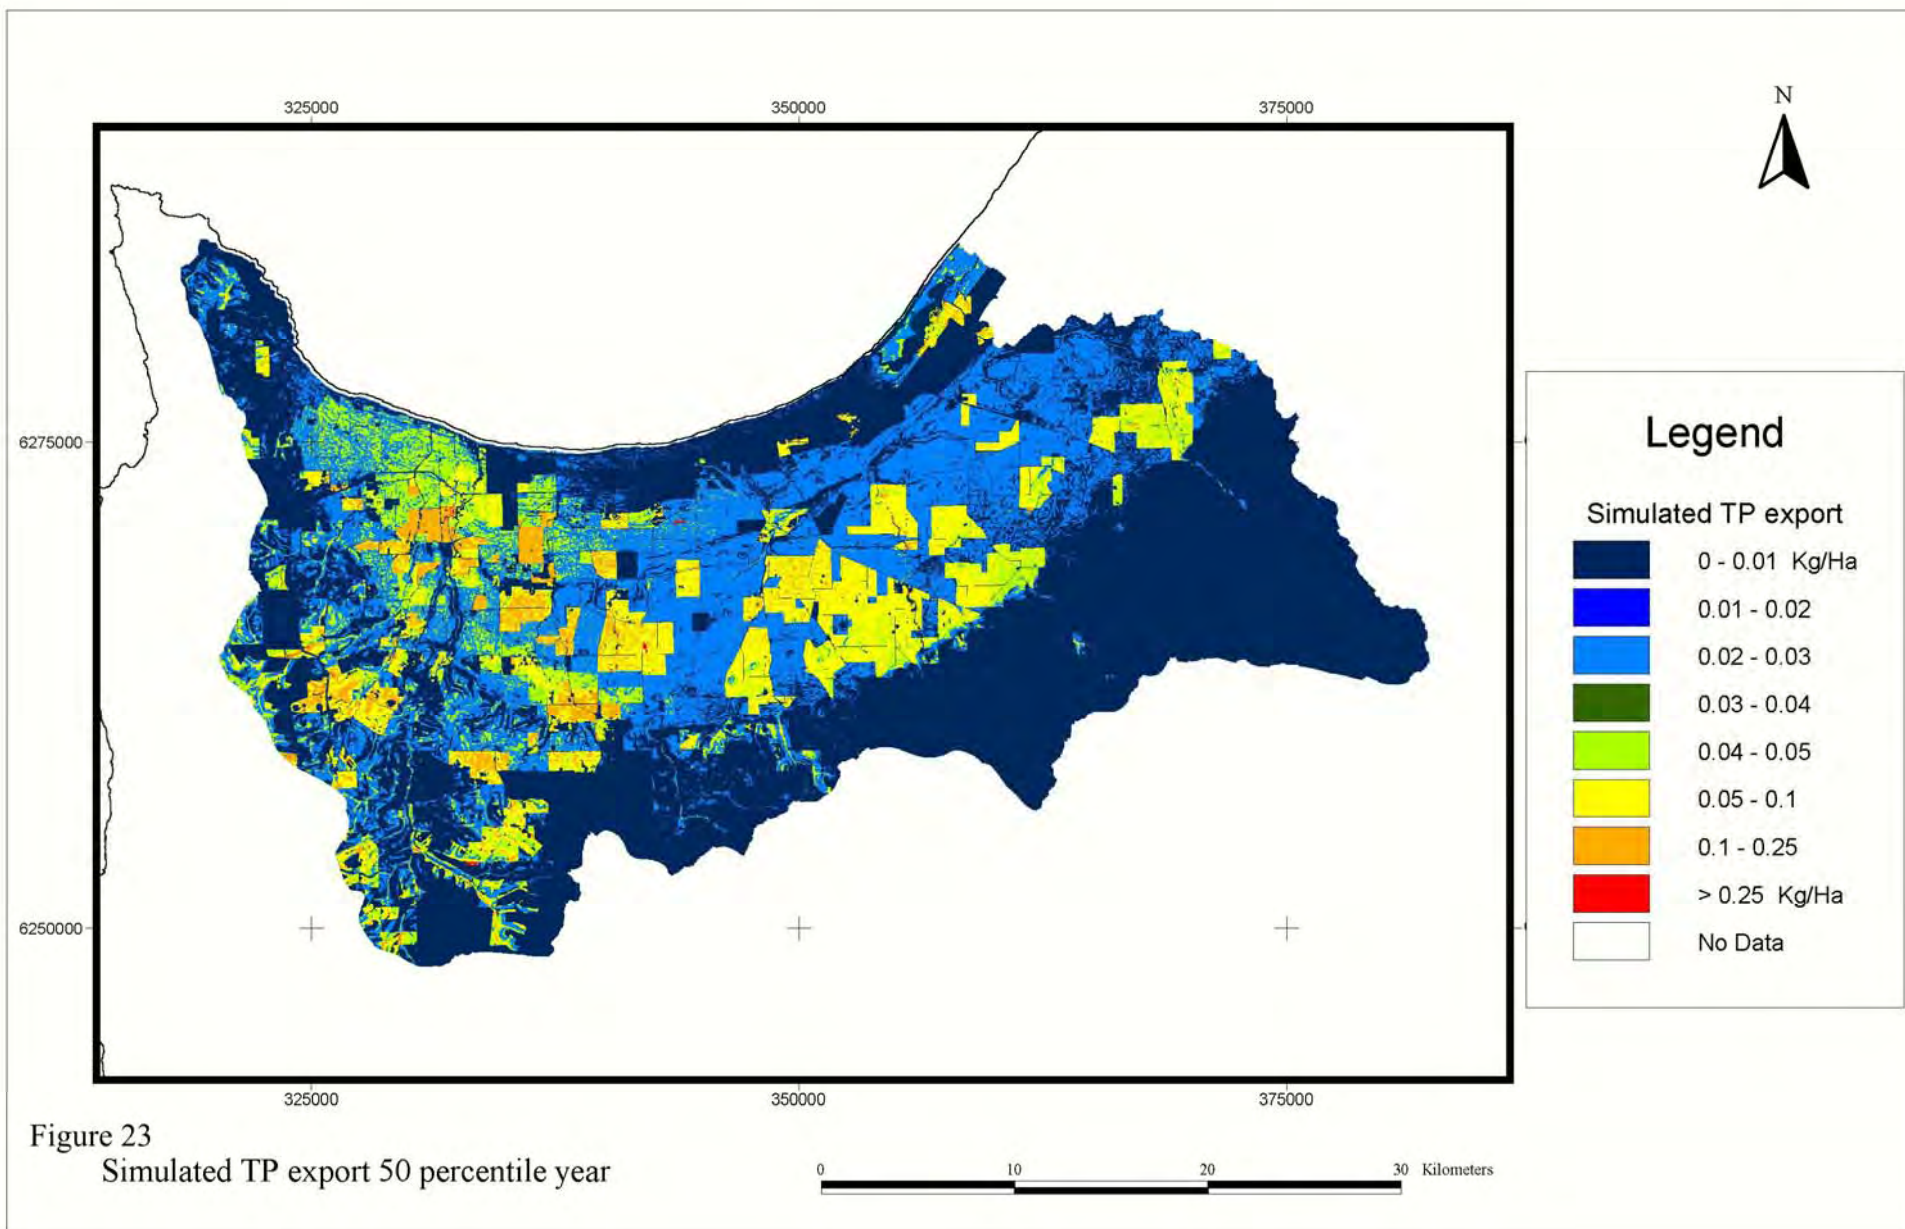 325000 350000 375000
N
6275000
6250000
325000 350000 375000
Legend
Simulated TP export
0 - 0.01 Kg/Ha
0.01 - 0.02
0.02 - 0.03
0.03 - 0.04
0.04 - 0.05
0.05 - 0.1
0.1 - 0.25
> 0.25 Kg/Ha
No Data
Figure 23
Simulated TP export 50 percentile year
0 10 20 30 Kilometers